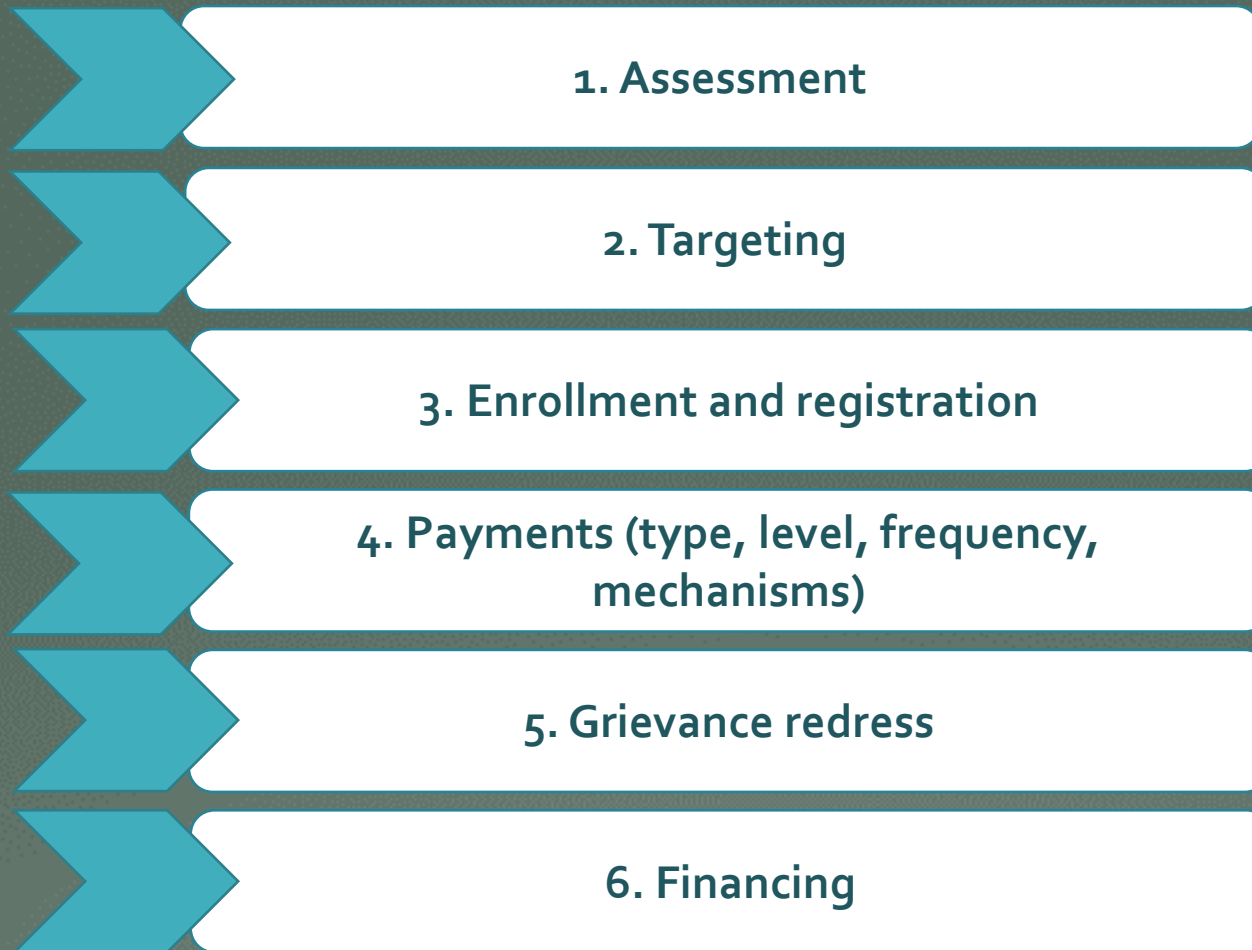 1. Assessment
2. Targeting
3. Enrollment and registration
4. Payments (type, level, frequency,
mechanisms)
5. Grievance redress
6. Financing